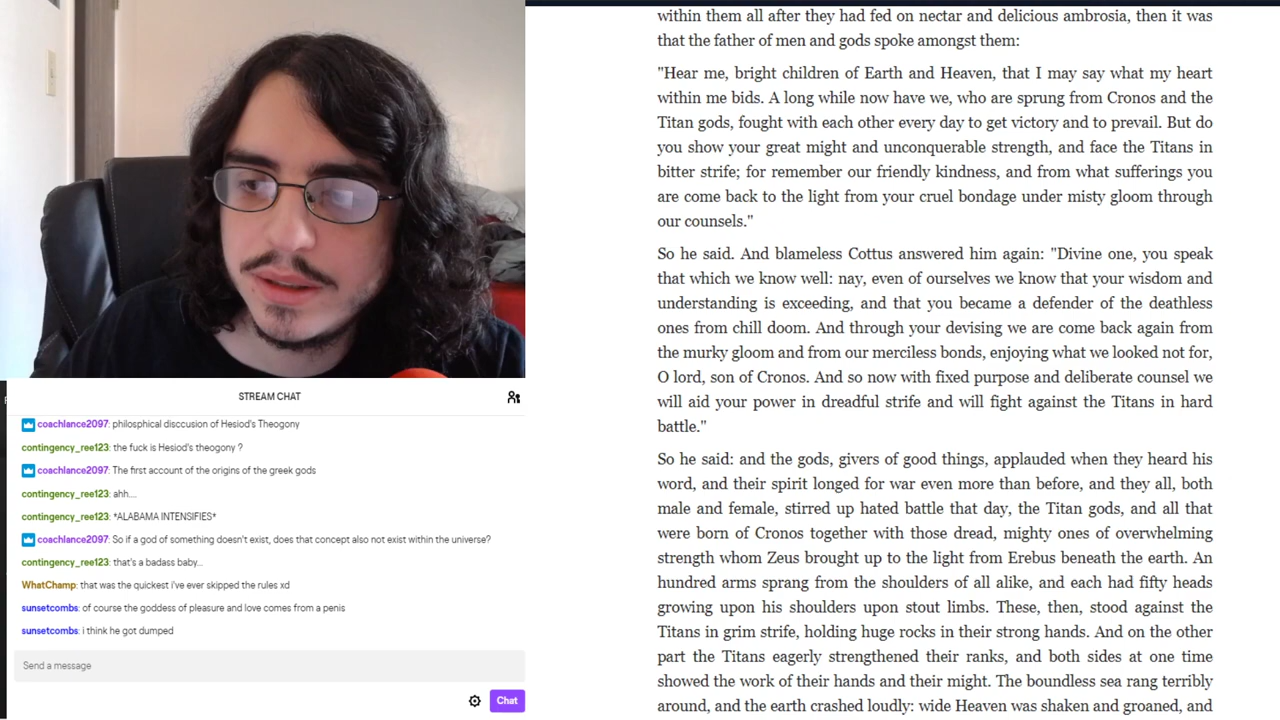 within them all after they had fed on nectar and delicious ambrosia, then it was
that the father of men and gods spoke amongst them:
"Hear me, bright children of Earth and Heaven, that I may say what my heart
within me bids. A long while now have we, who are sprung from Cronos and the
Titan gods, fought with each other every day to get victory and to prevail. But do
you show your great might and unconquerable strength, and face the Titans in
bitter strife; for remember our friendly kindness, and from what sufferings you
are come back to the light from your cruel bondage under misty gloom through
our counsels."
So he said. And blameless Cottus answered him again: "Divine one, you speak
that which we know well: nay, even of ourselves we know that your wisdom and
understanding is exceeding, and that you became a defender of the deathless
ones from chill doom. And through your devising we are come back again from
the murky gloom and from our merciless bonds, enjoying what we looked not for,
O lord, son of Cronos. And so now with fixed purpose and deliberate counsel we
will aid your power in dreadful strife and will fight against the Titans in hard
battle."
So he said: and the gods, givers of good things, applauded when they heard his
word, and their spirit longed for war even more than before, and they all, both
male and female, stirred up hated battle that day, the Titan gods, and all that
were born of Cronos together with those dread, mighty ones of overwhelming
strength whom Zeus brought up to the light from Erebus beneath the earth. An
hundred arms sprang from the shoulders of all alike, and each had fifty heads
growing upon his shoulders upon stout limbs. These, then, stood against the
Titans in grim strife, holding huge rocks in their strong hands. And on the other
part the Titans eagerly strengthened their ranks, and both sides at one time
showed the work of their hands and their might. The boundless sea rang terribly
around, and the earth crashed loudly: wide Heaven was shaken and groaned, and
STREAM CHAT
coachlance2097: philosphical disccusion of Hesiod's Theogony
contingency_ree123: the fuck is Hesiod's theogony ?
coachlance2097: The first account of the origins of the greek gods
contingency_ree123: ahh....
contingency_ree123: *ALABAMA INTENSIFIES*
coachlance2097: So if a god of something doesn't exist, does that concept also not exist within the universe?
contingency_ree123: that's a badass baby...
WhatChamp: that was the quickest i've ever skipped the rules xd
sunsetcombs: of course the goddess of pleasure and love comes from a penis
sunsetcombs: i think he got dumped
Send a message
Chat